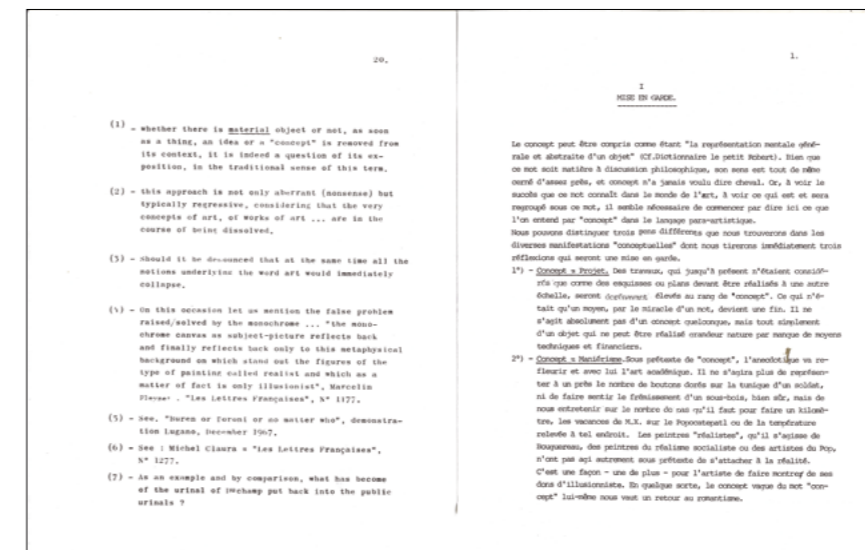 20.
(1) - whether there is material object or not, as soon
as a thing, an idea or a "concept" is removed from
its context, it is indeed a question of its ex-
position, in the traditional sense of this term.
(2) - this approach is not only aberrant (nonsense) but
typically regressive, considering that the very
concepts of art, of works of art ... are in the
course of being dissolved.
(3) - Should it be denounced that at the same time all the
notions underlying the word art would immediately
collapse.
(4) - On this occasion let us mention the false problem
raised/solved by the monochrome ... "the mono-
chrome canvas as subject-picture reflects back
and finally reflects back only to this metaphysical
background on which stand out the figures of the
type of painting called realist and which as a
matter of fact is only illusionist", Marcelin
Pleynet . "Les Lettres Françaises", N° 1177.
(5) - See, "Buren or Toroni or no matter who", demonstra-
tion Lugano, December 1967.
(6) - See : Michel Claura = "Les Lettres Françaises",
N° 1277.
(7) - As an example and by comparison, what has become
of the urinal of Duchamp put back into the public
urinals ?
1.
I
MISE EN GARDE.
Le concept peut être compris comme étant "la représentation mentale géné-
rale et abstraite d'un objet" (Cf.Dictionnaire le petit Robert). Bien que
ce mot soit matière à discussion philosophique, son sens est tout de même
cerné d'assez près, et concept n'a jamais voulu dire cheval. Or, à voir le
succès que ce mot connaît dans le monde de l'art, à voir ce qui est et sera
regroupé sous ce mot, il semble nécessaire de commencer par dire ici ce que
l'on entend par "concept" dans le langage para-artistique.
Nous pouvons distinguer trois sens différents que nous trouverons dans les
diverses manifestations "conceptuelles" dont nous tirerons immédiatement trois
réflexions qui seront une mise en garde.
1°) - Concept = Projet. Des travaux, qui jusqu'à présent n'étaient considé-
rés que comme des esquisses ou plans devant être réalisés à une autre
échelle, seront dorénavant élevés au rang de "concept". Ce qui n'é-
tait qu'un moyen, par le miracle d'un mot, devient une fin. Il ne
s'agit absolument pas d'un concept quelconque, mais tout simplement
d'un objet qui ne peut être réalisé grandeur nature par manque de moyens
techniques et financiers.
2°) - Concept = Maniérisme.Sous prétexte de "concept", l'anecdotique va re-
fleurir et avec lui l'art académique. Il ne s'agira plus de représen-
ter à un près le nombre de boutons dorés sur la tunique d'un soldat,
ni de faire sentir le frémissement d'un sous-bois, bien sûr, mais de
nous entretenir sur le nombre de pas qu'il faut pour faire un kilomè-
tre, les vacances de M.X. sur le Popocatepetl ou de la température
relevée à tel endroit. Les peintres "réalistes", qu'il s'agisse de
Bouguereau, des peintres du réalisme socialiste ou des artistes du Pop,
n'ont pas agi autrement sous prétexte de s'attacher à la réalité.
C'est une façon - une de plus - pour l'artiste de faire montrer de ses
dons d'illusionniste. En quelque sorte, le concept vague du mot "con-
cept" lui-même nous vaut un retour au romantisme.